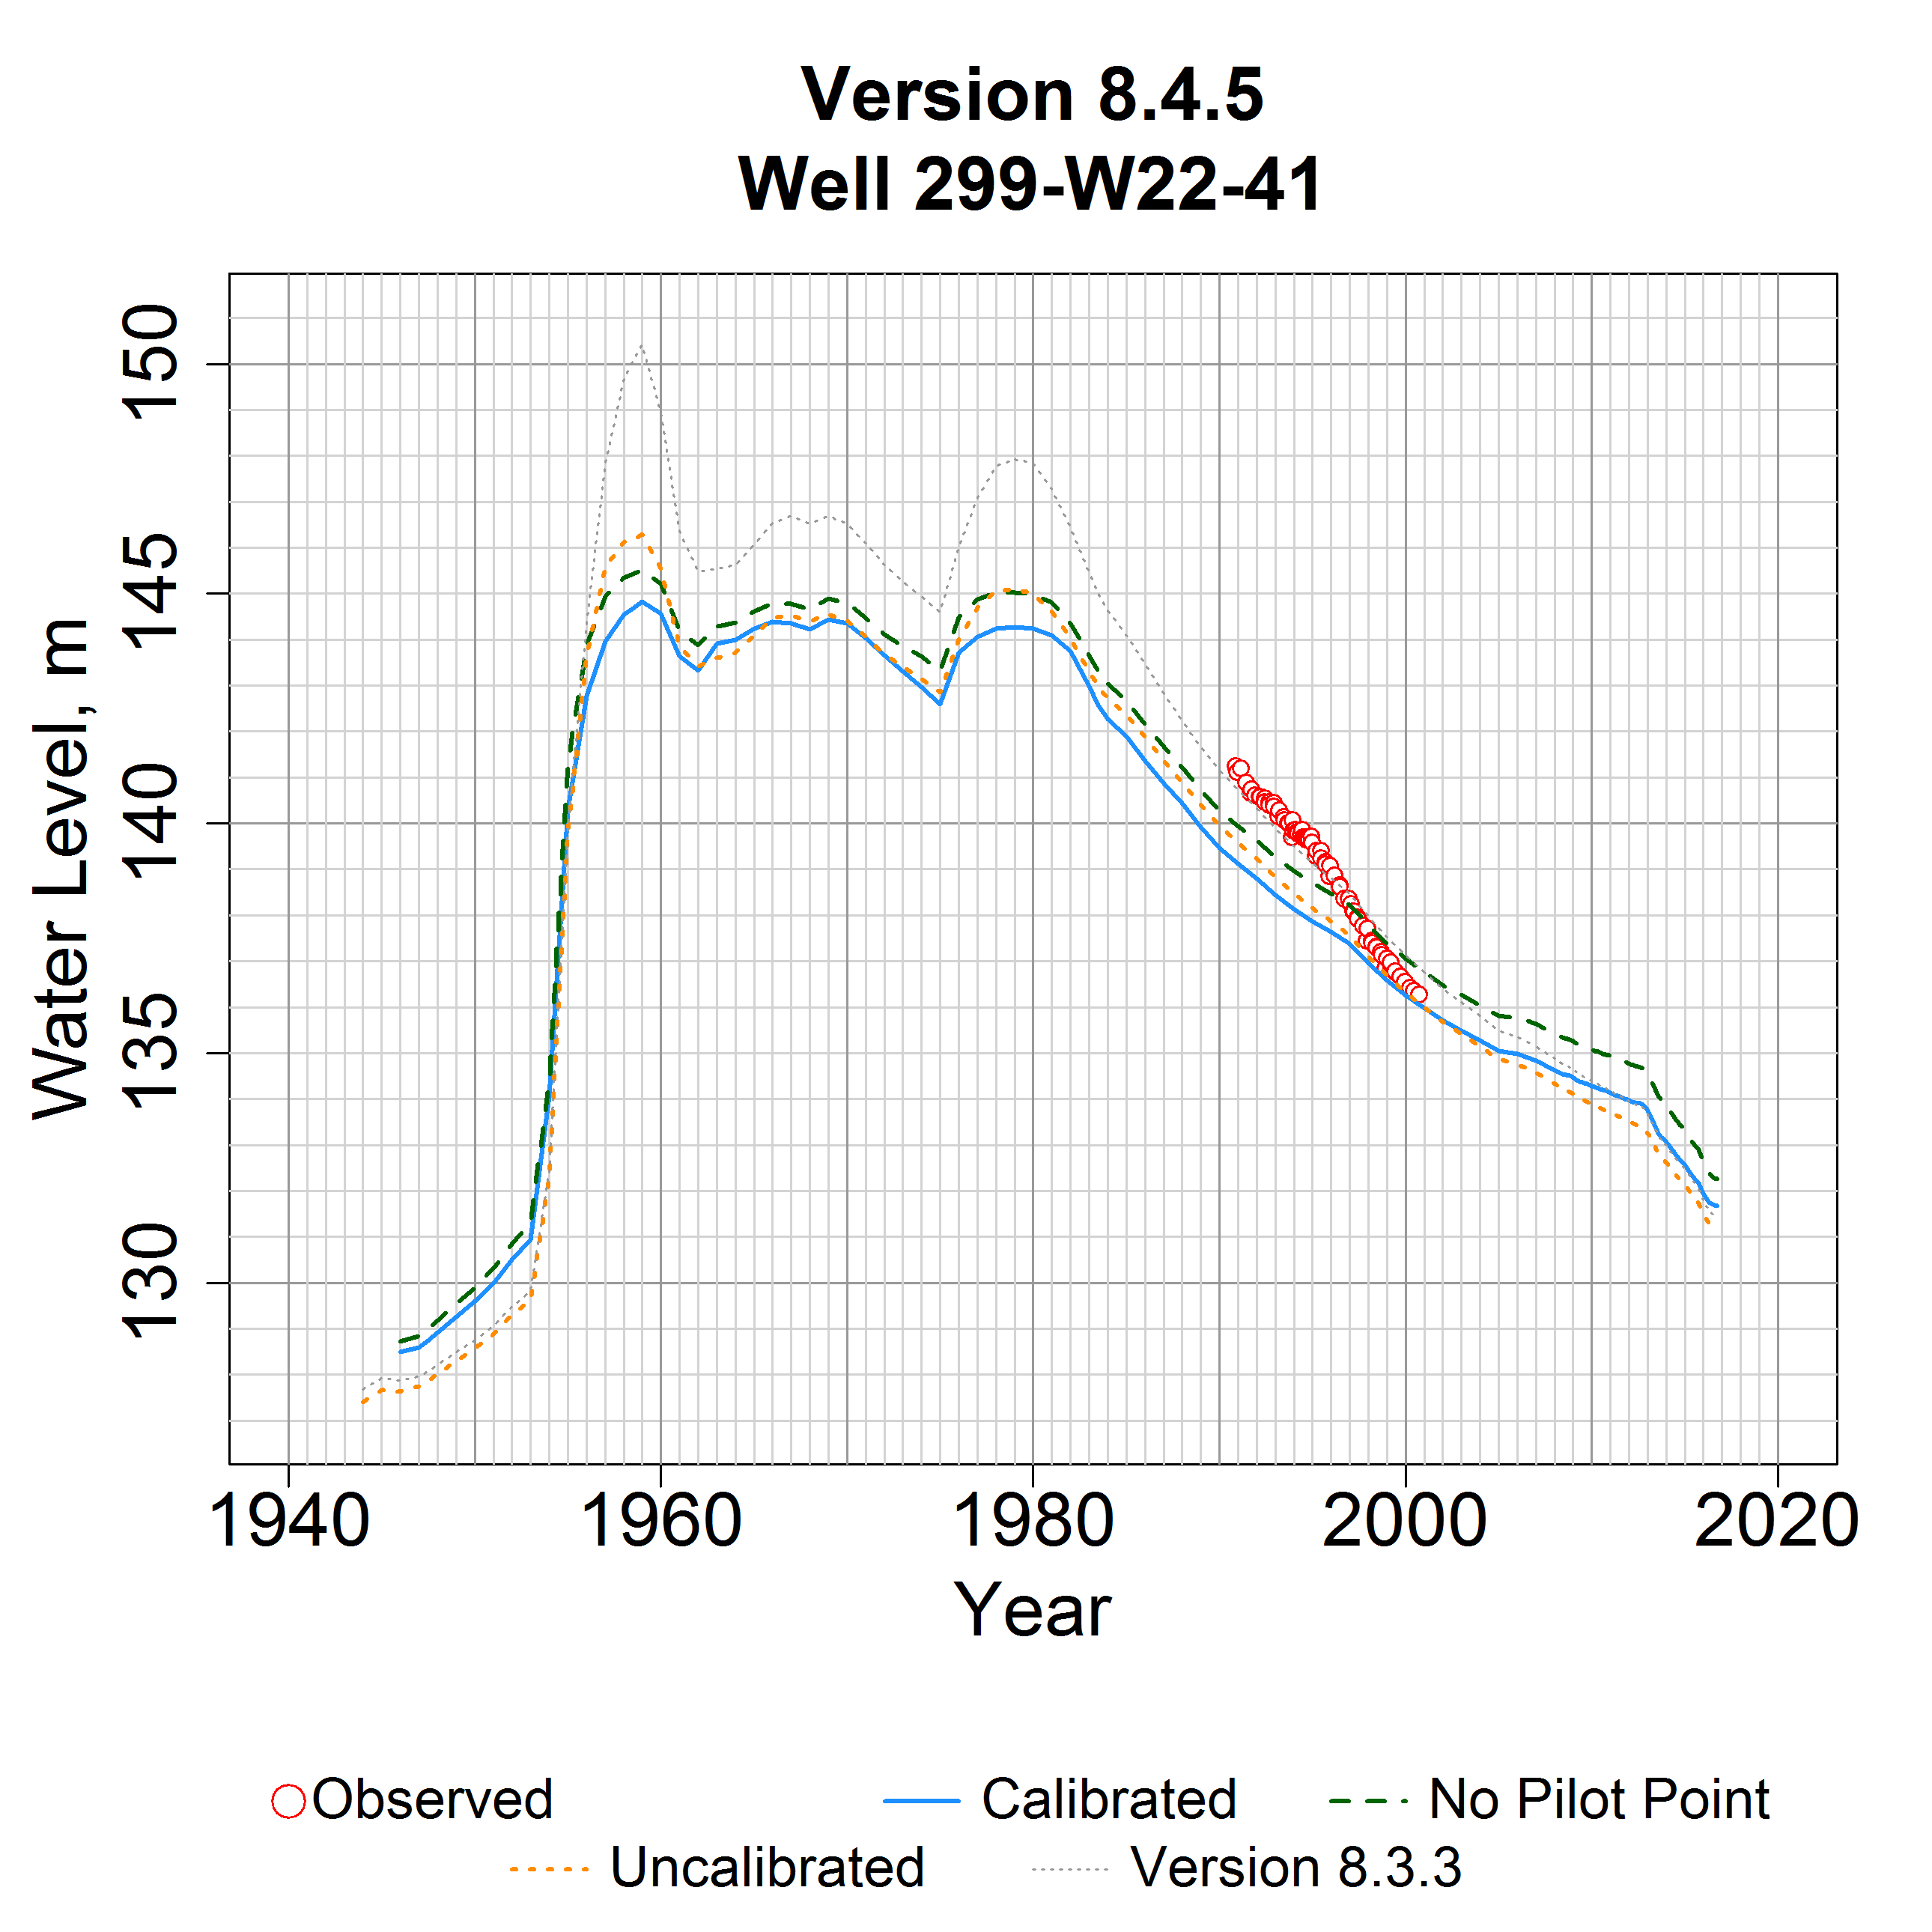 Version 8.4.5
Well 299-W22-41
Water Level, m
150
145
140
135
130
1940 1960 1980 2000 2020
Year
Observed Calibrated No Pilot Point
Uncalibrated Version 8.3.3